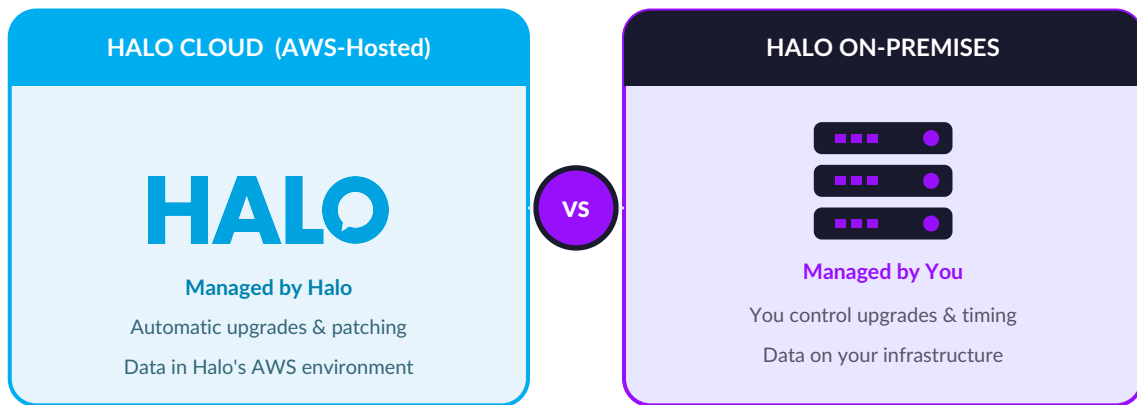 HALO CLOUD (AWS-Hosted)
HALO
Managed by Halo
Automatic upgrades & patching
Data in Halo's AWS environment
VS
HALO ON-PREMISES
Managed by You
You control upgrades & timing
Data on your infrastructure